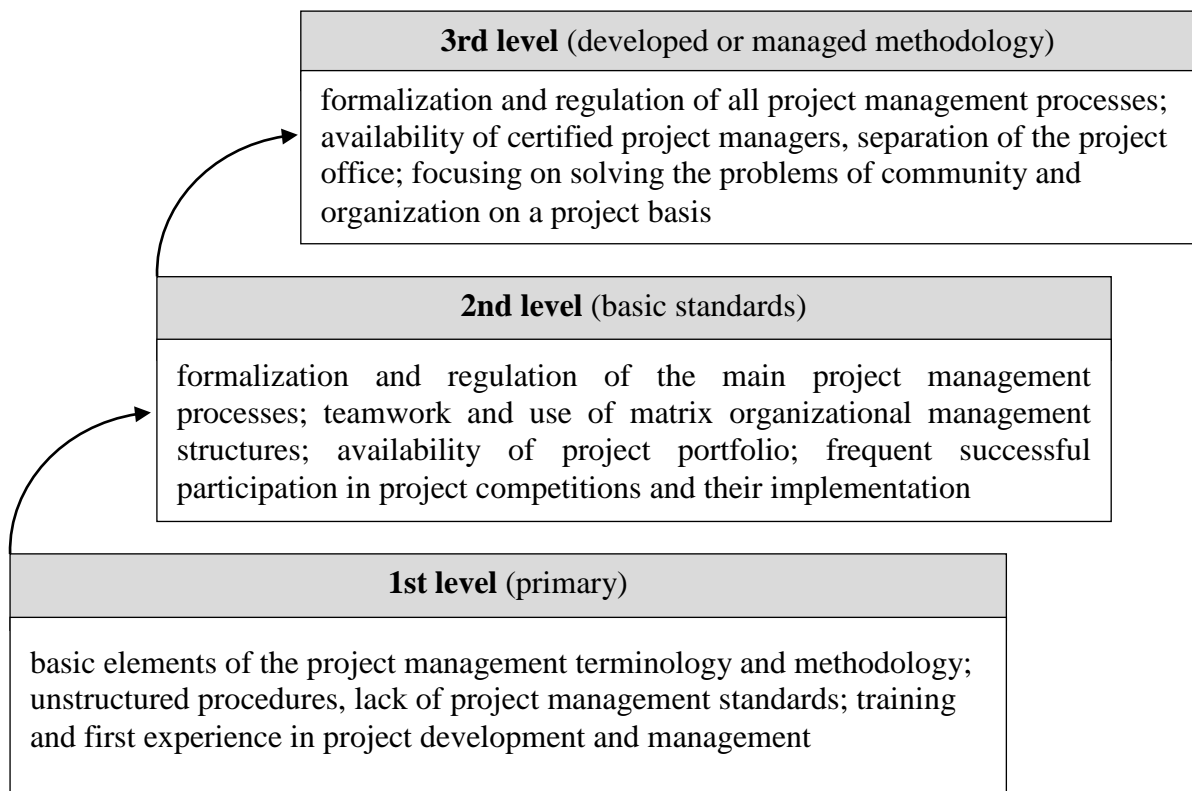 3rd level (developed or managed methodology)
formalization and regulation of all project management processes;
availability of certified project managers, separation of the project
office; focusing on solving the problems of community and
organization on a project basis
2nd level (basic standards)
formalization and regulation of the main project management
processes; teamwork and use of matrix organizational management
structures; availability of project portfolio; frequent successful
participation in project competitions and their implementation
1st level (primary)
basic elements of the project management terminology and methodology;
unstructured procedures, lack of project management standards; training
and first experience in project development and management